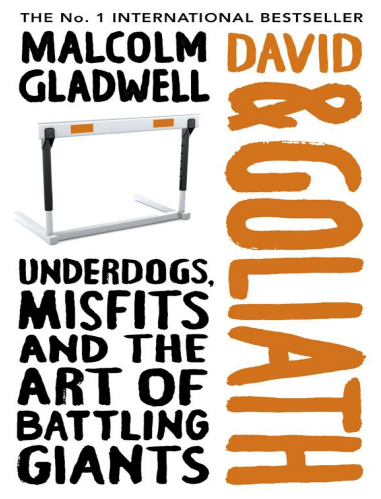 THE No. 1 INTERNATIONAL BESTSELLER
MALCOLM
GLADWELL
DAVID
& GOLIATH
UNDERDOGS,
MISFITS
AND THE
ART OF
BATTLING
GIANTS